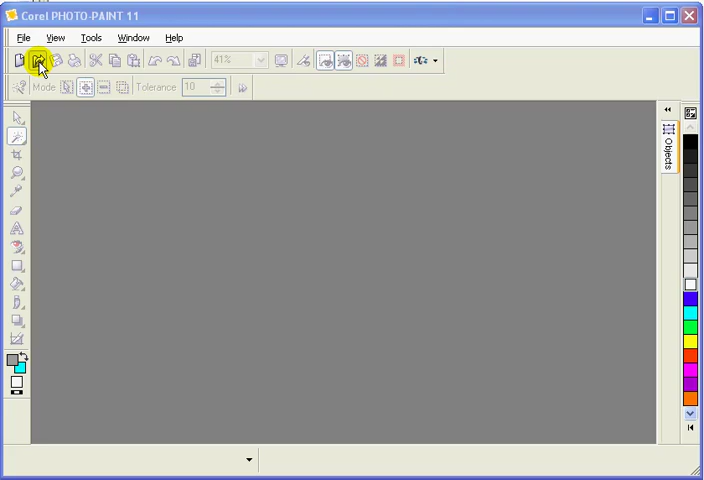 Corel PHOTO-PAINT 11
File View Tools Window Help
41%
Mode Tolerance 10
Objects